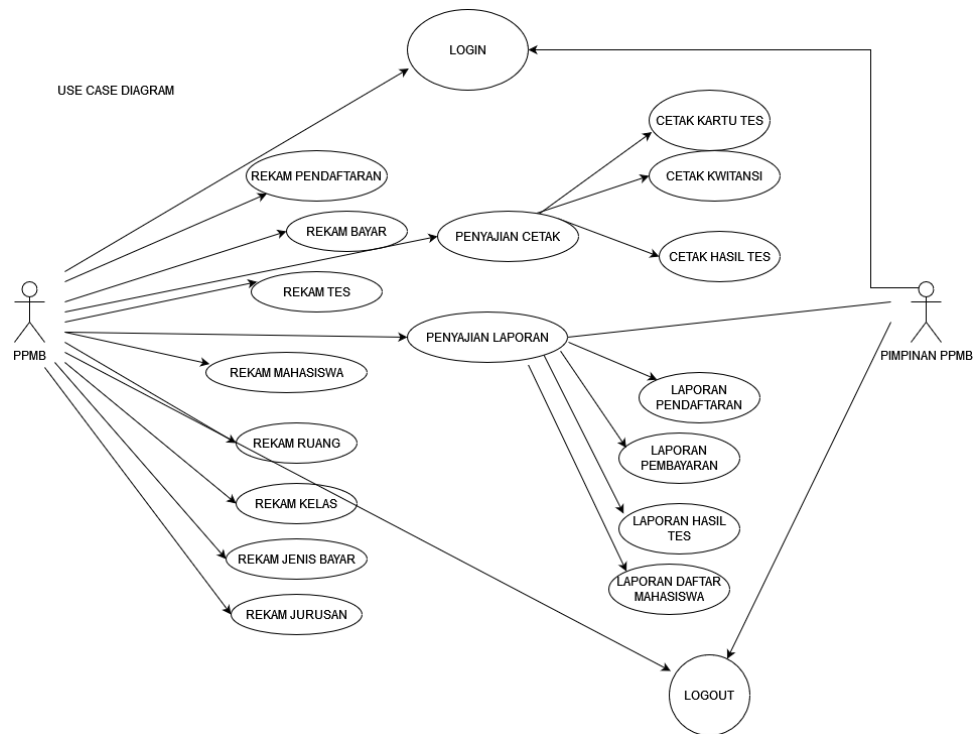 LOGIN
USE CASE DIAGRAM
CETAK KARTU TES
REKAM PENDAFTARAN
CETAK KWITANSI
REKAM BAYAR
PENYAJIAN CETAK
CETAK HASIL TES
REKAM TES
PPMB
PENYAJIAN LAPORAN
PIMPINAN PPMB
REKAM MAHASISWA
LAPORAN
PENDAFTARAN
REKAM RUANG
LAPORAN
PEMBAYARAN
REKAM KELAS
LAPORAN HASIL
TES
REKAM JENIS BAYAR
LAPORAN DAFTAR
MAHASISWA
REKAM JURUSAN
LOGOUT